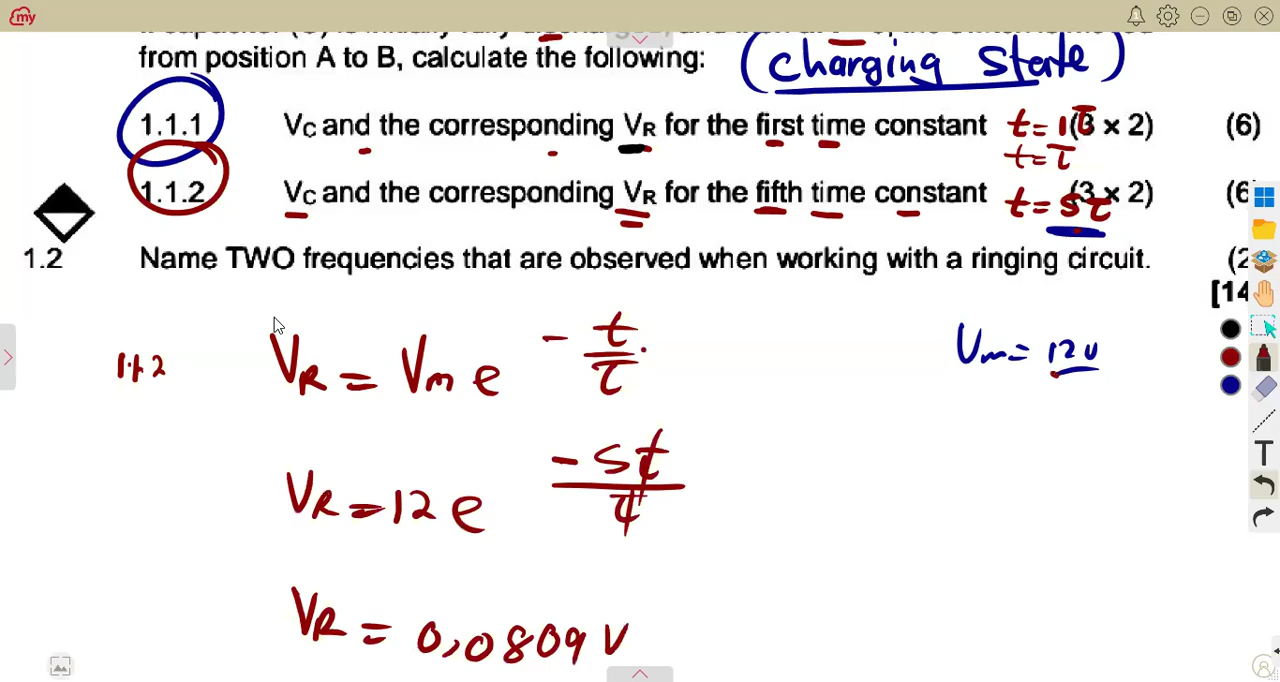 my
from position A to B, calculate the following: (charging state)
1.1.1 VC and the corresponding VR for the first time constant t = 1τ (3 × 2) (6)
t = τ
1.1.2 VC and the corresponding VR for the fifth time constant t = 5τ (3 × 2) (6
1.2 Name TWO frequencies that are observed when working with a ringing circuit. (2
[14
1.1.2 VR = Vm e - t/τ Vm = 12V
VR = 12 e - 5τ/τ
VR = 0,0809 V
T